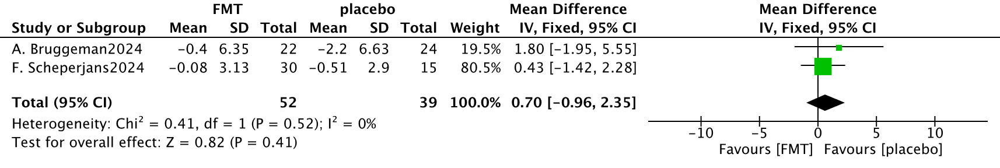 FMT placebo Mean Difference Mean Difference
Study or Subgroup Mean SD Total Mean SD Total Weight IV, Fixed, 95% CI IV, Fixed, 95% CI
A. Bruggeman2024 −0.4 6.35 22 −2.2 6.63 24 19.5% 1.80 [−1.95, 5.55]
F. Scheperjans2024 −0.08 3.13 30 −0.51 2.9 15 80.5% 0.43 [−1.42, 2.28]
Total (95% CI) 52 39 100.0% 0.70 [−0.96, 2.35]
Heterogeneity: Chi² = 0.41, df = 1 (P = 0.52); I² = 0%
Test for overall effect: Z = 0.82 (P = 0.41)
−10 −5 0 5 10
Favours [FMT] Favours [placebo]